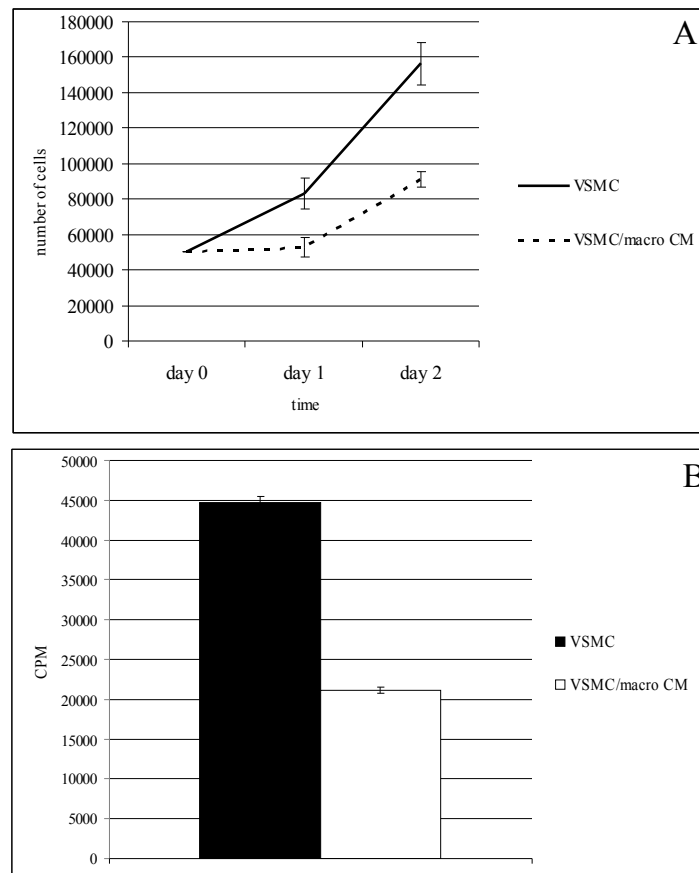 A
180000
160000
140000
120000
100000
80000
60000
40000
20000
0
number of cells
day 0 day 1 day 2
time
VSMC
VSMC/macro CM
B
50000
45000
40000
35000
30000
25000
20000
15000
10000
5000
0
CPM
VSMC
VSMC/macro CM